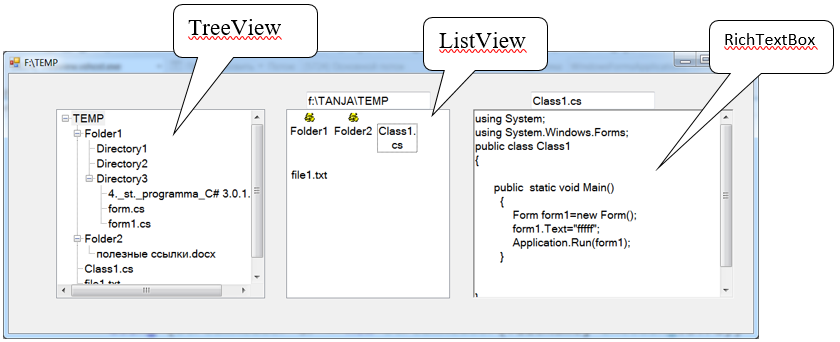 TreeView
ListView
RichTextBox
F:\TEMP
f:\TANJA\TEMP
Class1.cs
TEMP
Folder1
Directory1
Directory2
Directory3
4._st._programma_C# 3.0.1.
form.cs
form1.cs
Folder2
полезные ссылки.docx
Class1.cs
file1.txt
Folder1 Folder2 Class1.
cs
file1.txt
using System;
using System.Windows.Forms;
public class Class1
{
public static void Main()
{
Form form1=new Form();
form1.Text="fffff";
Application.Run(form1);
}
}